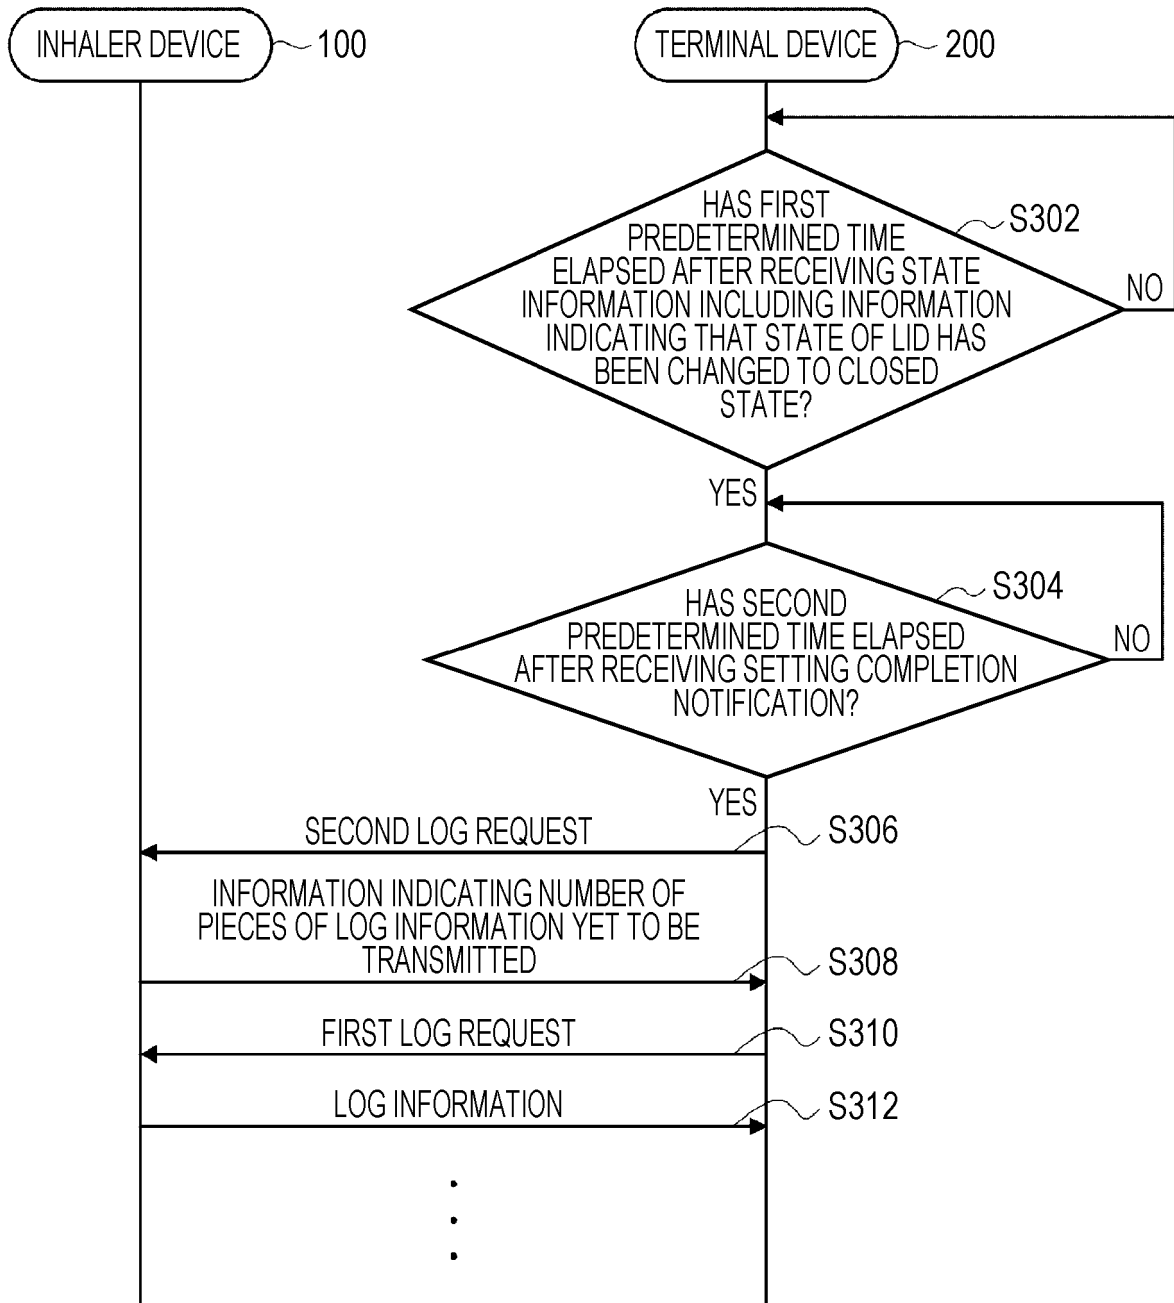 INHALER DEVICE
100
TERMINAL DEVICE
200
HAS FIRST
PREDETERMINED TIME
ELAPSED AFTER RECEIVING STATE
INFORMATION INCLUDING INFORMATION
INDICATING THAT STATE OF LID HAS
BEEN CHANGED TO CLOSED
STATE?
S302
NO
YES
HAS SECOND
PREDETERMINED TIME ELAPSED
AFTER RECEIVING SETTING COMPLETION
NOTIFICATION?
S304
NO
YES
SECOND LOG REQUEST
S306
INFORMATION INDICATING NUMBER OF
PIECES OF LOG INFORMATION YET TO BE
TRANSMITTED
S308
FIRST LOG REQUEST
S310
LOG INFORMATION
S312